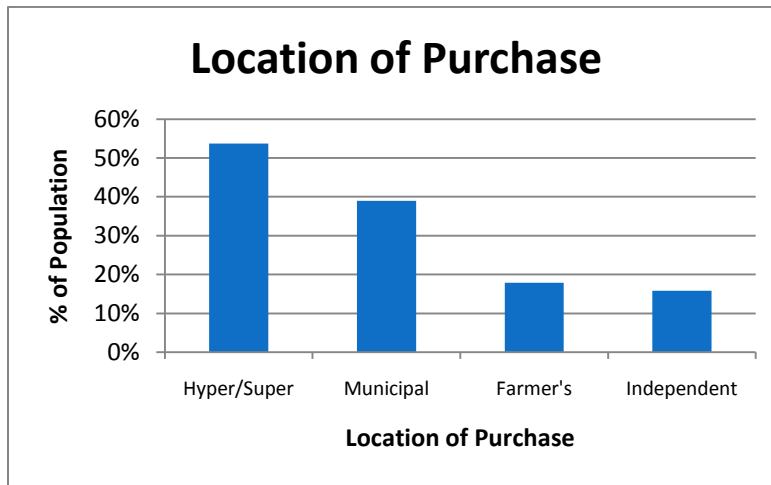 Location of Purchase
% of Population
60%
50%
40%
30%
20%
10%
0%
Hyper/Super Municipal Farmer's Independent
Location of Purchase